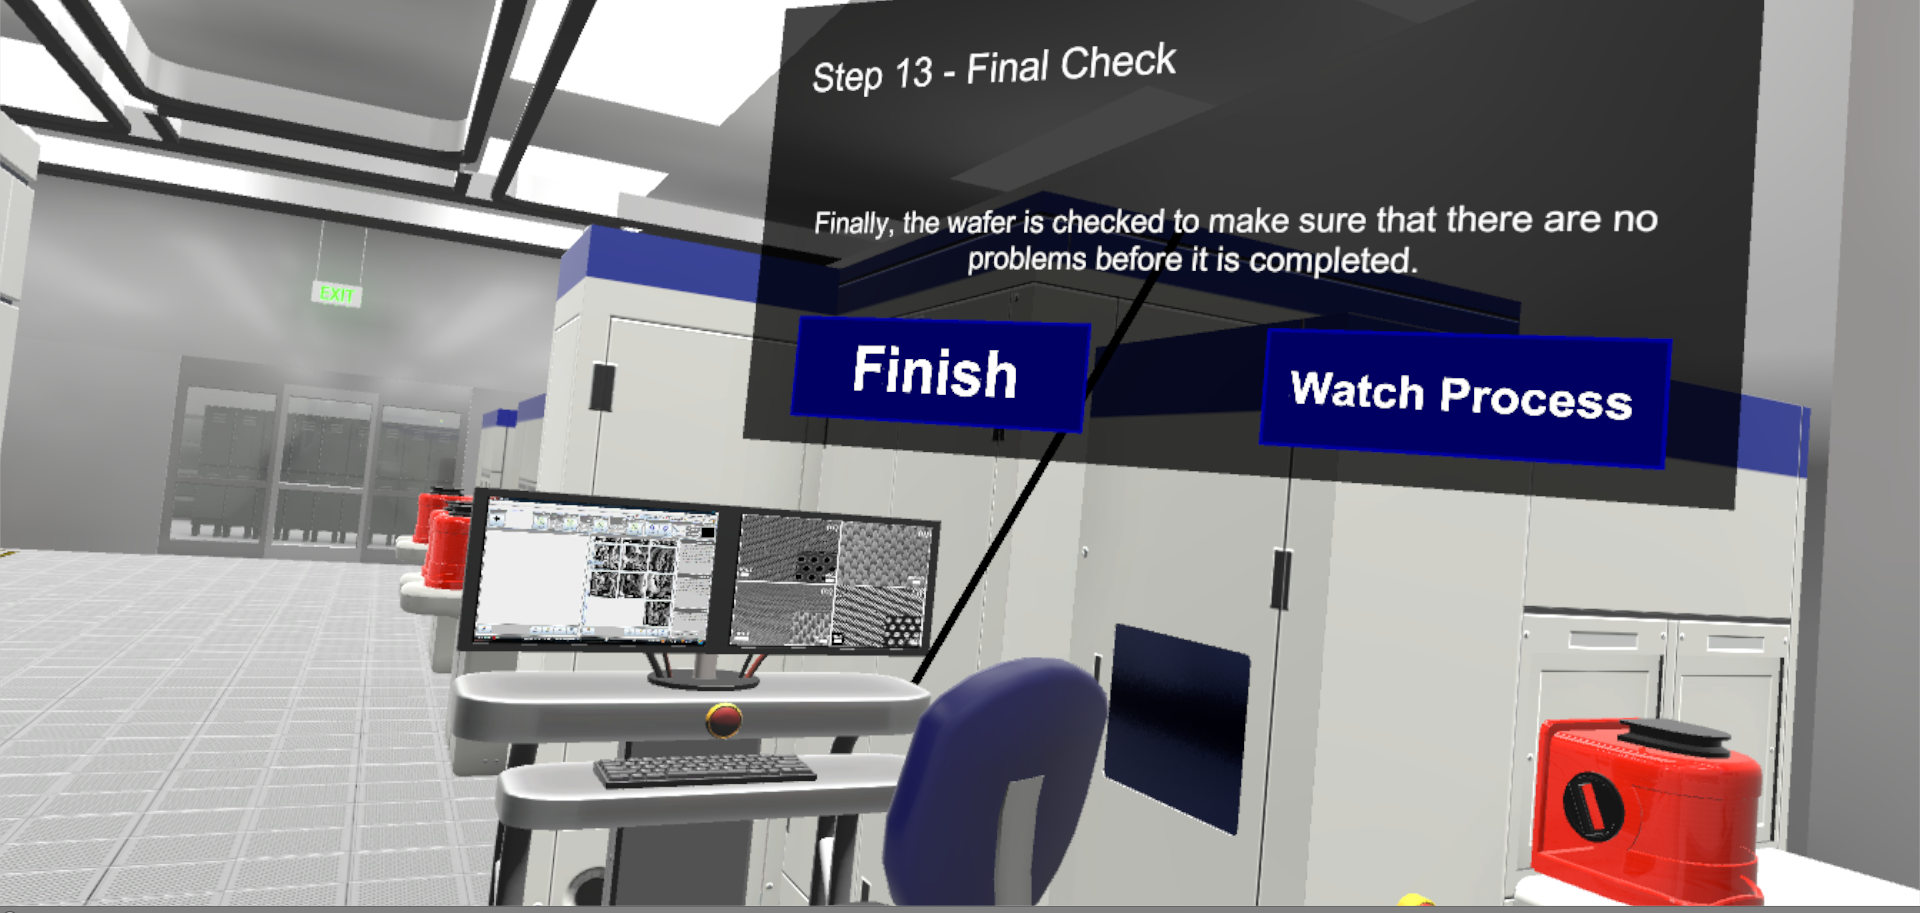 Step 13 - Final Check
Finally, the wafer is checked to make sure that there are no
problems before it is completed.
Finish
Watch Process
EXIT